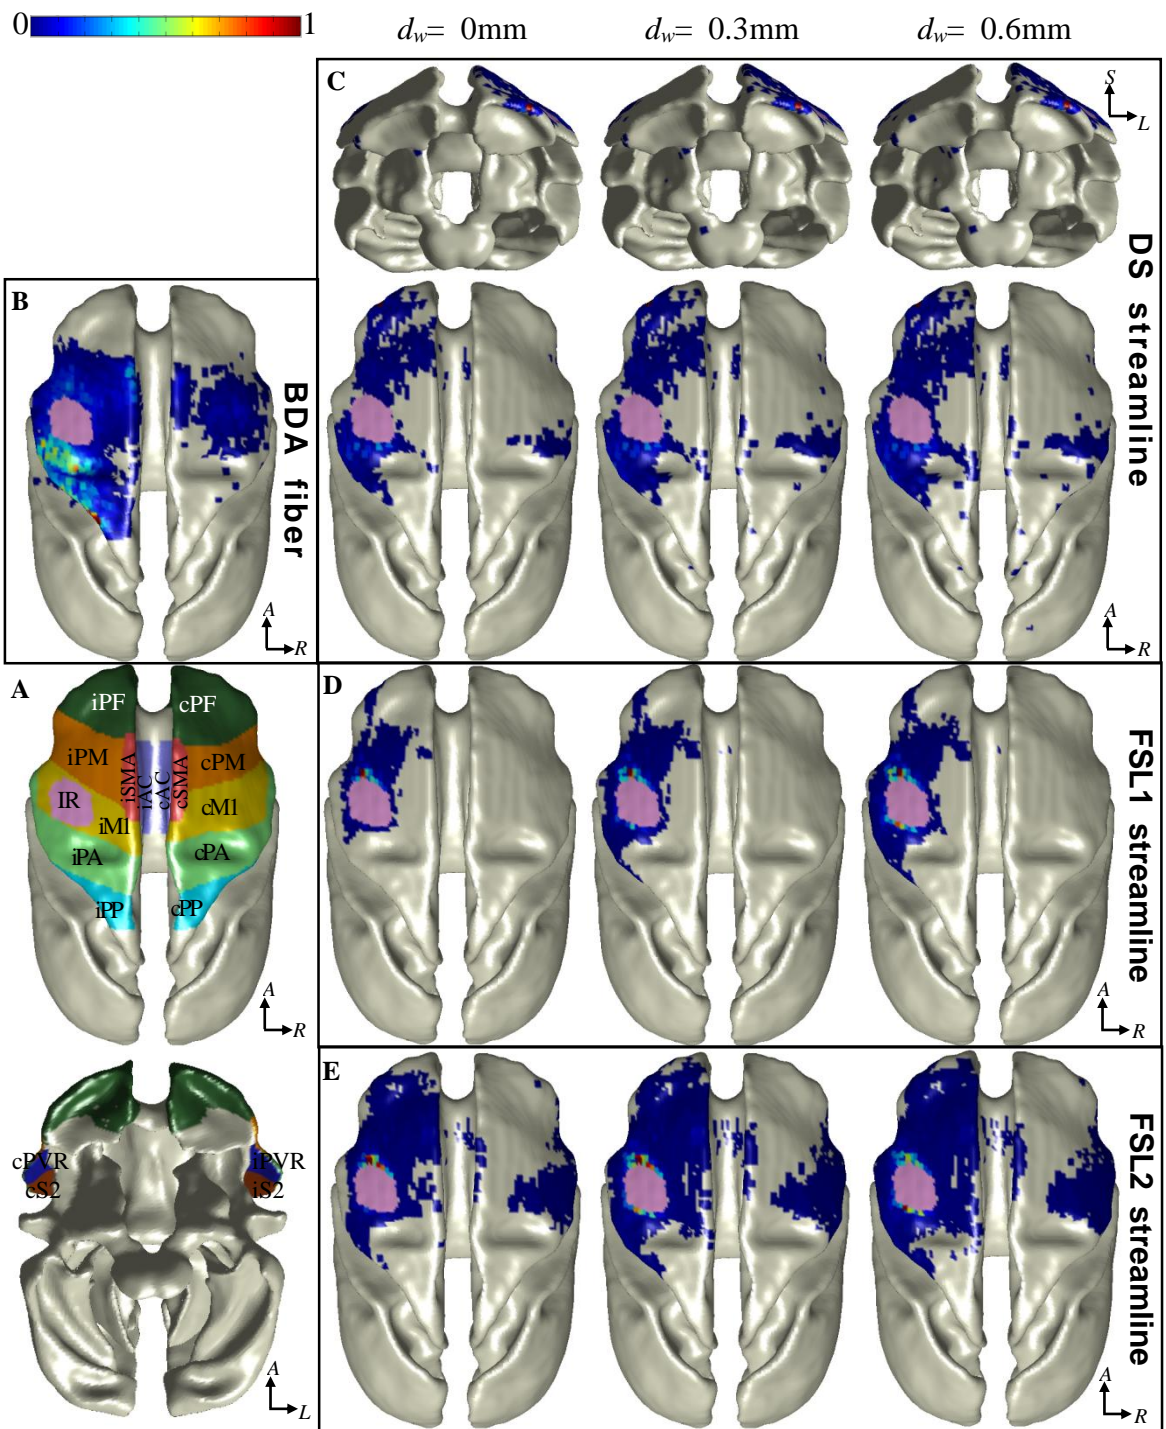 0 1
d_w= 0mm d_w= 0.3mm d_w= 0.6mm
C
S
L
DS streamline
A
R
B
BDA fiber
A
R
A
iPF cPF
iPM cPM
iSMA
iAC
cAC
cSMA
IR
iM1 cM1
iPA cPA
iPP cPP
A
R
cPVR iPVR
cS2 iS2
A
L
D
FSL1 streamline
A
R
E
FSL2 streamline
A
R